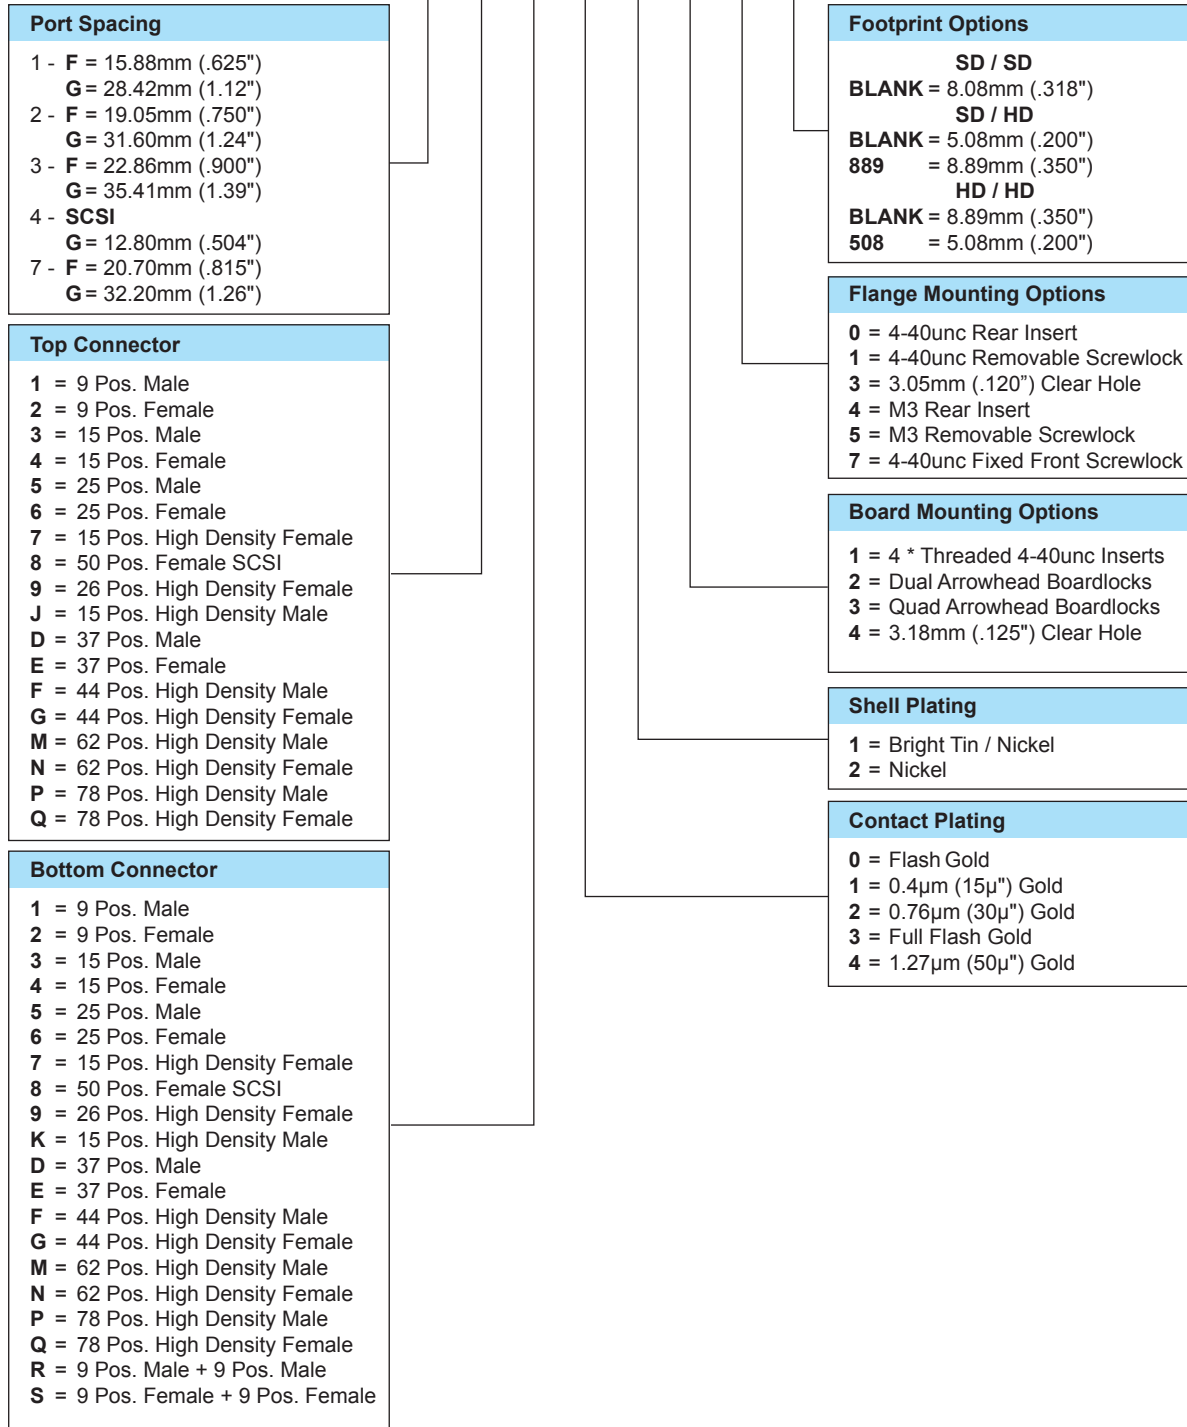 Port Spacing
1 - F = 15.88mm (.625")
G = 28.42mm (1.12")
2 - F = 19.05mm (.750")
G = 31.60mm (1.24")
3 - F = 22.86mm (.900")
G = 35.41mm (1.39")
4 - SCSI
G = 12.80mm (.504")
7 - F = 20.70mm (.815")
G = 32.20mm (1.26")
Top Connector
1 = 9 Pos. Male
2 = 9 Pos. Female
3 = 15 Pos. Male
4 = 15 Pos. Female
5 = 25 Pos. Male
6 = 25 Pos. Female
7 = 15 Pos. High Density Female
8 = 50 Pos. Female SCSI
9 = 26 Pos. High Density Female
J = 15 Pos. High Density Male
D = 37 Pos. Male
E = 37 Pos. Female
F = 44 Pos. High Density Male
G = 44 Pos. High Density Female
M = 62 Pos. High Density Male
N = 62 Pos. High Density Female
P = 78 Pos. High Density Male
Q = 78 Pos. High Density Female
Bottom Connector
1 = 9 Pos. Male
2 = 9 Pos. Female
3 = 15 Pos. Male
4 = 15 Pos. Female
5 = 25 Pos. Male
6 = 25 Pos. Female
7 = 15 Pos. High Density Female
8 = 50 Pos. Female SCSI
9 = 26 Pos. High Density Female
K = 15 Pos. High Density Male
D = 37 Pos. Male
E = 37 Pos. Female
F = 44 Pos. High Density Male
G = 44 Pos. High Density Female
M = 62 Pos. High Density Male
N = 62 Pos. High Density Female
P = 78 Pos. High Density Male
Q = 78 Pos. High Density Female
R = 9 Pos. Male + 9 Pos. Male
S = 9 Pos. Female + 9 Pos. Female
Footprint Options
SD / SD
BLANK = 8.08mm (.318")
SD / HD
BLANK = 5.08mm (.200")
889 = 8.89mm (.350")
HD / HD
BLANK = 8.89mm (.350")
508 = 5.08mm (.200")
Flange Mounting Options
0 = 4-40unc Rear Insert
1 = 4-40unc Removable Screwlock
3 = 3.05mm (.120”) Clear Hole
4 = M3 Rear Insert
5 = M3 Removable Screwlock
7 = 4-40unc Fixed Front Screwlock
Board Mounting Options
1 = 4 * Threaded 4-40unc Inserts
2 = Dual Arrowhead Boardlocks
3 = Quad Arrowhead Boardlocks
4 = 3.18mm (.125") Clear Hole
Shell Plating
1 = Bright Tin / Nickel
2 = Nickel
Contact Plating
0 = Flash Gold
1 = 0.4µm (15µ") Gold
2 = 0.76µm (30µ") Gold
3 = Full Flash Gold
4 = 1.27µm (50µ") Gold